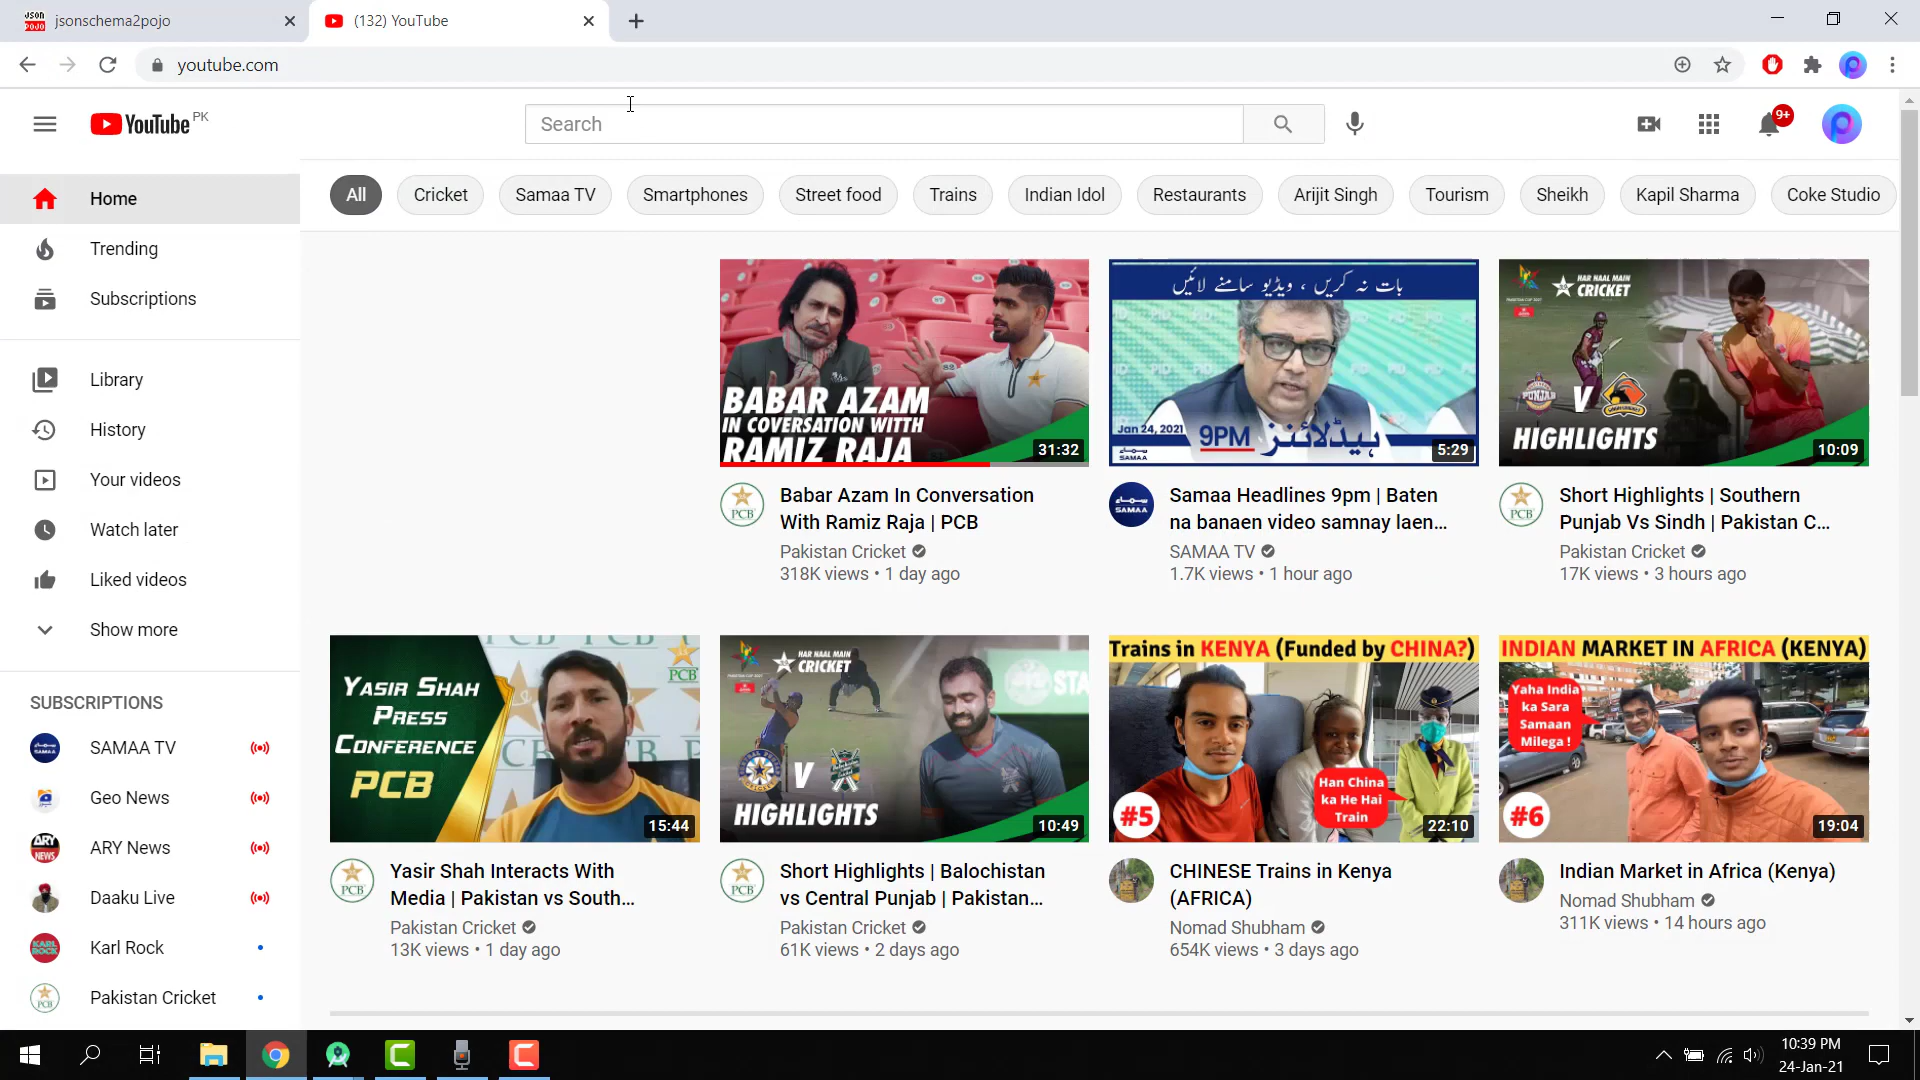 jsonschema2pojo
(132) YouTube
youtube.com
YouTube PK
Search
9+
Home
Trending
Subscriptions
Library
History
Your videos
Watch later
Liked videos
Show more
SUBSCRIPTIONS
SAMAA TV
Geo News
ARY News
Daaku Live
Karl Rock
Pakistan Cricket
All
Cricket
Samaa TV
Smartphones
Street food
Trains
Indian Idol
Restaurants
Arijit Singh
Tourism
Sheikh
Kapil Sharma
Coke Studio
BABAR AZAM
IN COVERSATION WITTH
RAMIZ RAJA
31:32
Babar Azam In Conversation
With Ramiz Raja | PCB
Pakistan Cricket
318K views • 1 day ago
بات نہ کریں ، ویڈیو سامنے لائیں
Jan 24, 2021
9PM ہیڈلائنز
SAMAA
5:29
Samaa Headlines 9pm | Baten
na banaen video samnay laen...
SAMAA TV
1.7K views • 1 hour ago
HAR HAAL MAIN
CRICKET
PUNJAB
V
HIGHLIGHTS
10:09
Short Highlights | Southern
Punjab Vs Sindh | Pakistan C...
Pakistan Cricket
17K views • 3 hours ago
YASIR SHAH
PRESS
CONFERENCE
PCB
PCB
15:44
Yasir Shah Interacts With
Media | Pakistan vs South...
Pakistan Cricket
13K views • 1 day ago
HAR HAAL MAIN
CRICKET
V
HIGHLIGHTS
10:49
Short Highlights | Balochistan
vs Central Punjab | Pakistan...
Pakistan Cricket
61K views • 2 days ago
Trains in KENYA (Funded by CHINA?)
Han China
ka He Hai
Train
#5
22:10
CHINESE Trains in Kenya
(AFRICA)
Nomad Shubham
654K views • 3 days ago
INDIAN MARKET IN AFRICA (KENYA)
Yaha India
ka Sara
Samaan
Milega !
#6
19:04
Indian Market in Africa (Kenya)
Nomad Shubham
311K views • 14 hours ago
10:39 PM
24-Jan-21